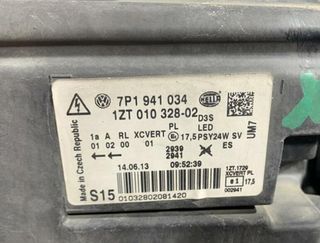 7P1 941 034 HELLA
1ZT 010 328-02 D3S
PL LED
1a A RL XCVERT 17,5 PSY24W SV
01 02 00 01
2939 ES
2941
UM7
14.06.13 09:52:39
Made in Czech Republic
S15
01032802081420
1ZT.1729
XCVERT PL
e1 17,5
002941